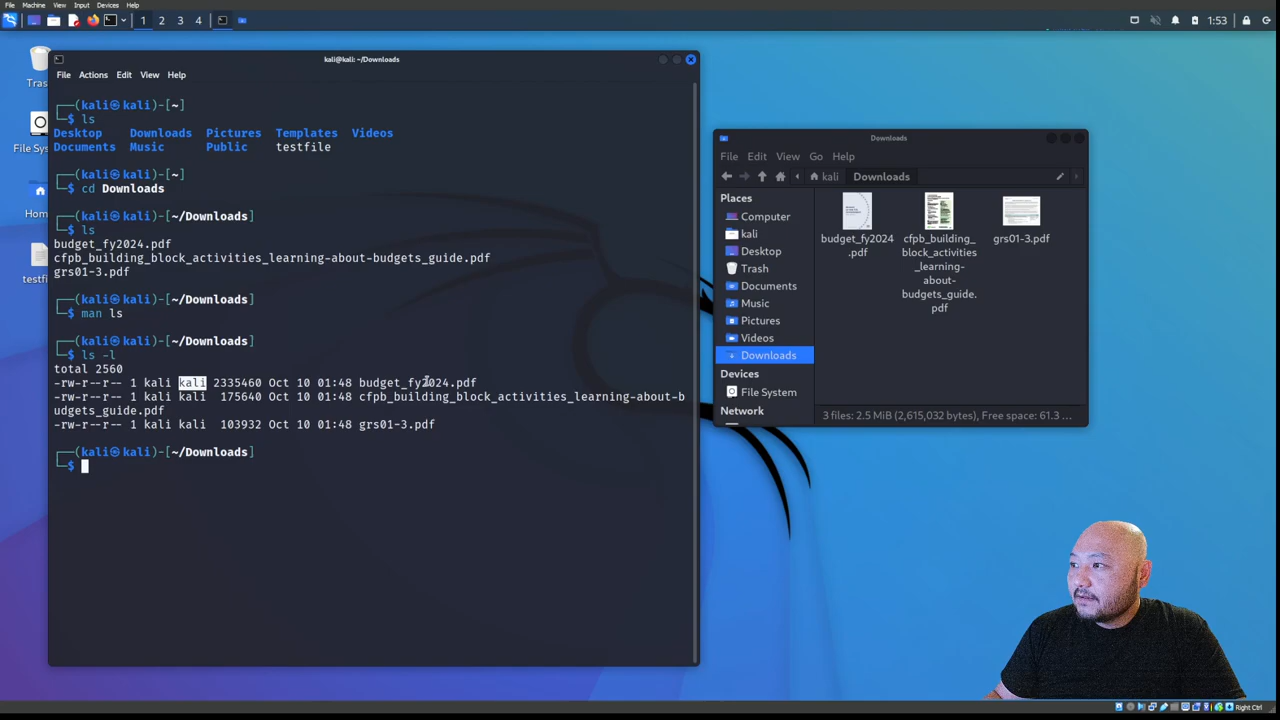 File Machine View Input Devices Help
1 2 3 4
1:53
kali@kali: ~/Downloads
File Actions Edit View Help
┌──(kali㉿kali)-[~]
└─$ ls
Desktop Downloads Pictures Templates Videos
Documents Music Public testfile
┌──(kali㉿kali)-[~]
└─$ cd Downloads
┌──(kali㉿kali)-[~/Downloads]
└─$ ls
budget_fy2024.pdf
cfpb_building_block_activities_learning-about-budgets_guide.pdf
grs01-3.pdf
┌──(kali㉿kali)-[~/Downloads]
└─$ man ls
┌──(kali㉿kali)-[~/Downloads]
└─$ ls -l
total 2560
-rw-r--r-- 1 kali kali 2335460 Oct 10 01:48 budget_fy2024.pdf
-rw-r--r-- 1 kali kali 175640 Oct 10 01:48 cfpb_building_block_activities_learning-about-b
udgets_guide.pdf
-rw-r--r-- 1 kali kali 103932 Oct 10 01:48 grs01-3.pdf
┌──(kali㉿kali)-[~/Downloads]
└─$
Tras
File Sys
Hom
testfi
Downloads
File Edit View Go Help
kali Downloads
Places
Computer
kali
Desktop
Trash
Documents
Music
Pictures
Videos
Downloads
Devices
File System
Network
budget_fy2024
.pdf
cfpb_building_
block_activities
_learning-
about-
budgets_guide.
pdf
grs01-3.pdf
3 files: 2.5 MiB (2,615,032 bytes), Free space: 61.3 ...
Right Ctrl